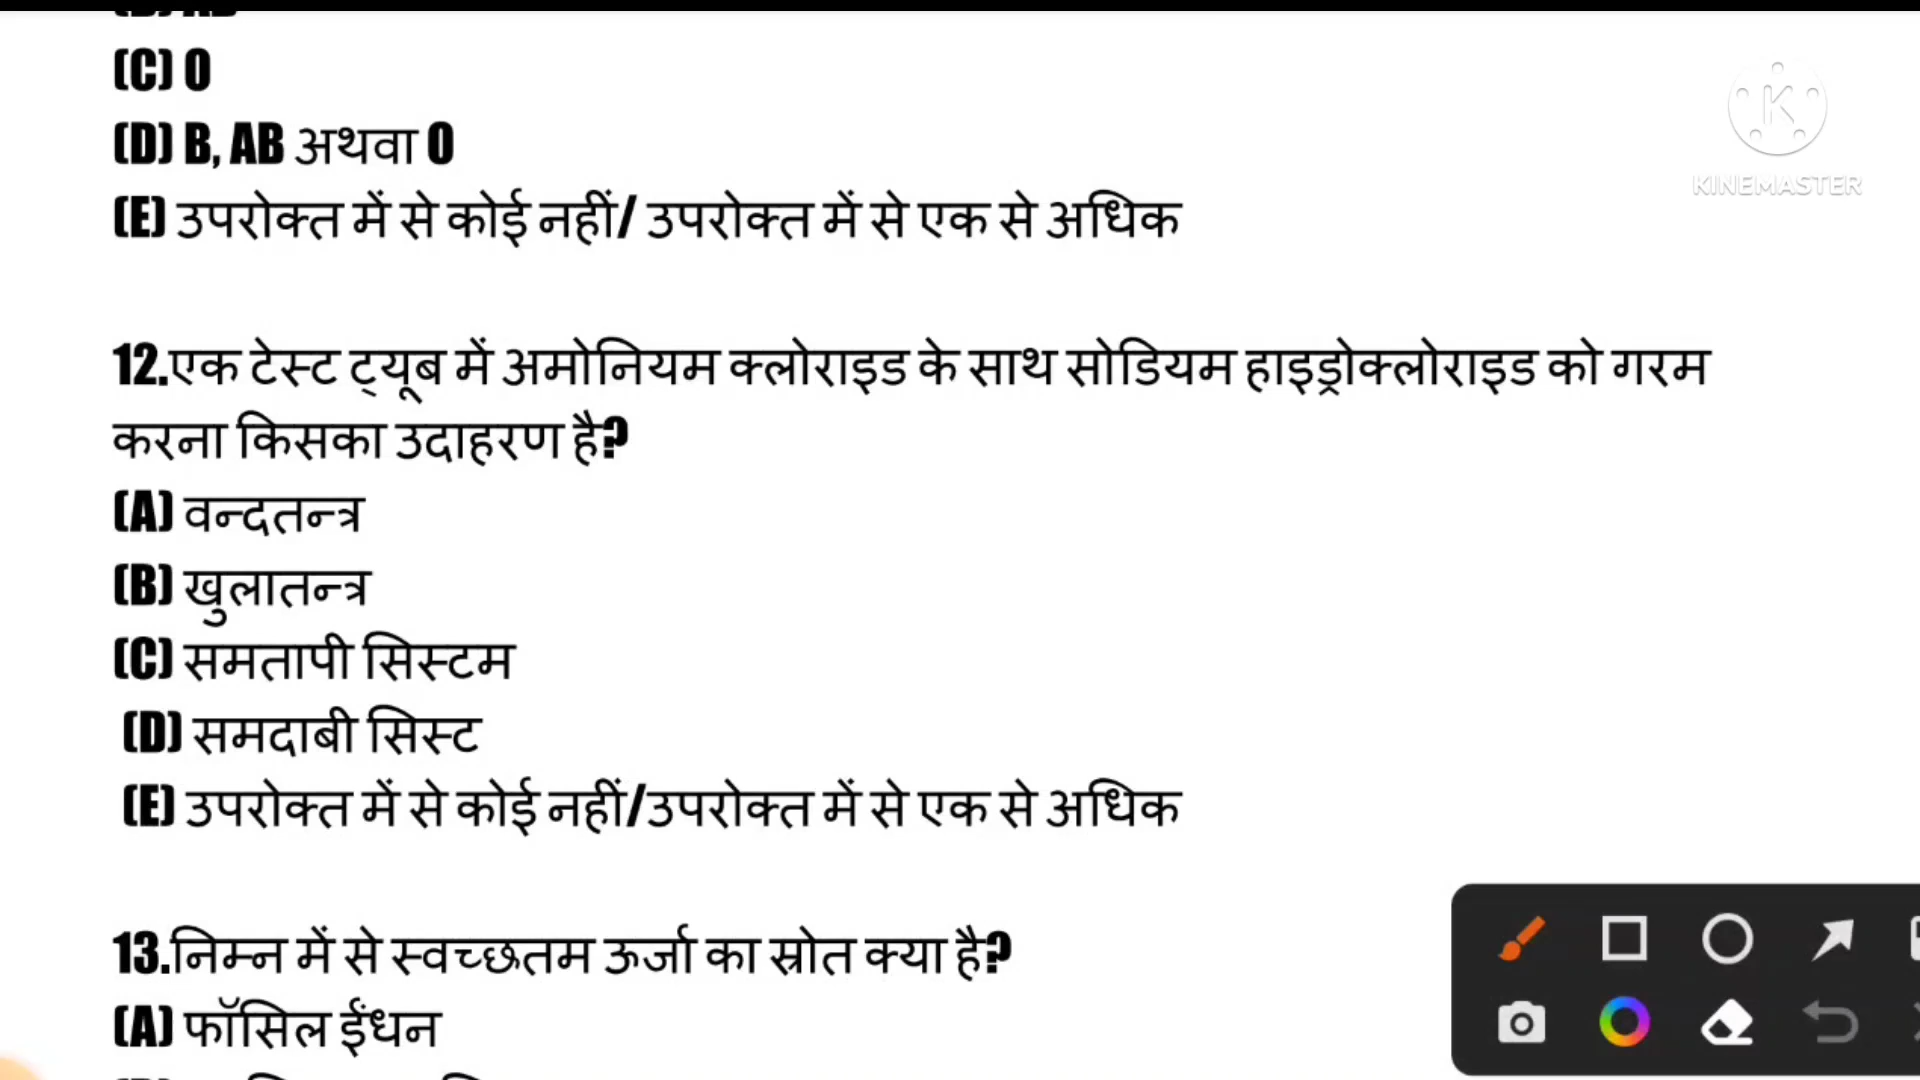 (C) O
(D) B, AB अथवा O
(E) उपरोक्त में से कोई नहीं/ उपरोक्त में से एक से अधिक
KINEMASTER
12.एक टेस्ट ट्यूब में अमोनियम क्लोराइड के साथ सोडियम हाइड्रोक्लोराइड को गरम
करना किसका उदाहरण है?
(A) वन्दतन्त्र
(B) खुलातन्त्र
(C) समतापी सिस्टम
(D) समदाबी सिस्ट
(E) उपरोक्त में से कोई नहीं/उपरोक्त में से एक से अधिक
13.निम्न में से स्वच्छतम ऊर्जा का स्रोत क्या है?
(A) फॉसिल ईंधन